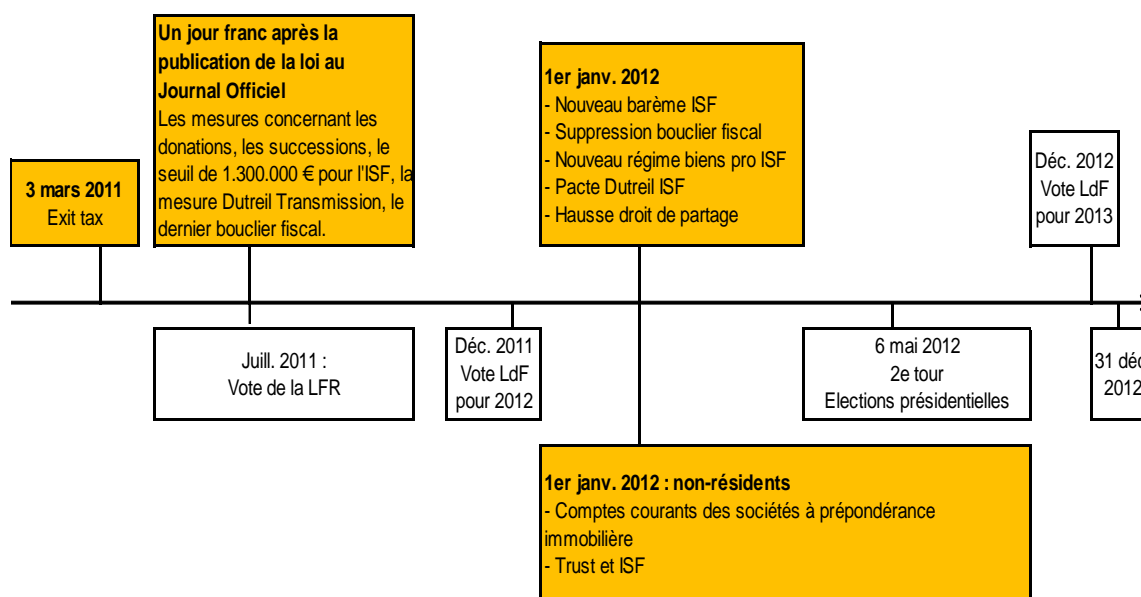 Un jour franc après la
publication de la loi au
Journal Officiel
Les mesures concernant les
donations, les successions, le
seuil de 1.300.000 € pour l'ISF, la
mesure Dutreil Transmission, le
dernier bouclier fiscal.
1er janv. 2012
- Nouveau barème ISF
- Suppression bouclier fiscal
- Nouveau régime biens pro ISF
- Pacte Dutreil ISF
- Hausse droit de partage
3 mars 2011
Exit tax
Déc. 2012
Vote LdF
pour 2013
Juill. 2011 :
Vote de la LFR
Déc. 2011
Vote LdF
pour 2012
6 mai 2012
2e tour
Elections présidentielles
31 déc
2012
1er janv. 2012 : non-résidents
- Comptes courants des sociétés à prépondérance
immobilière
- Trust et ISF